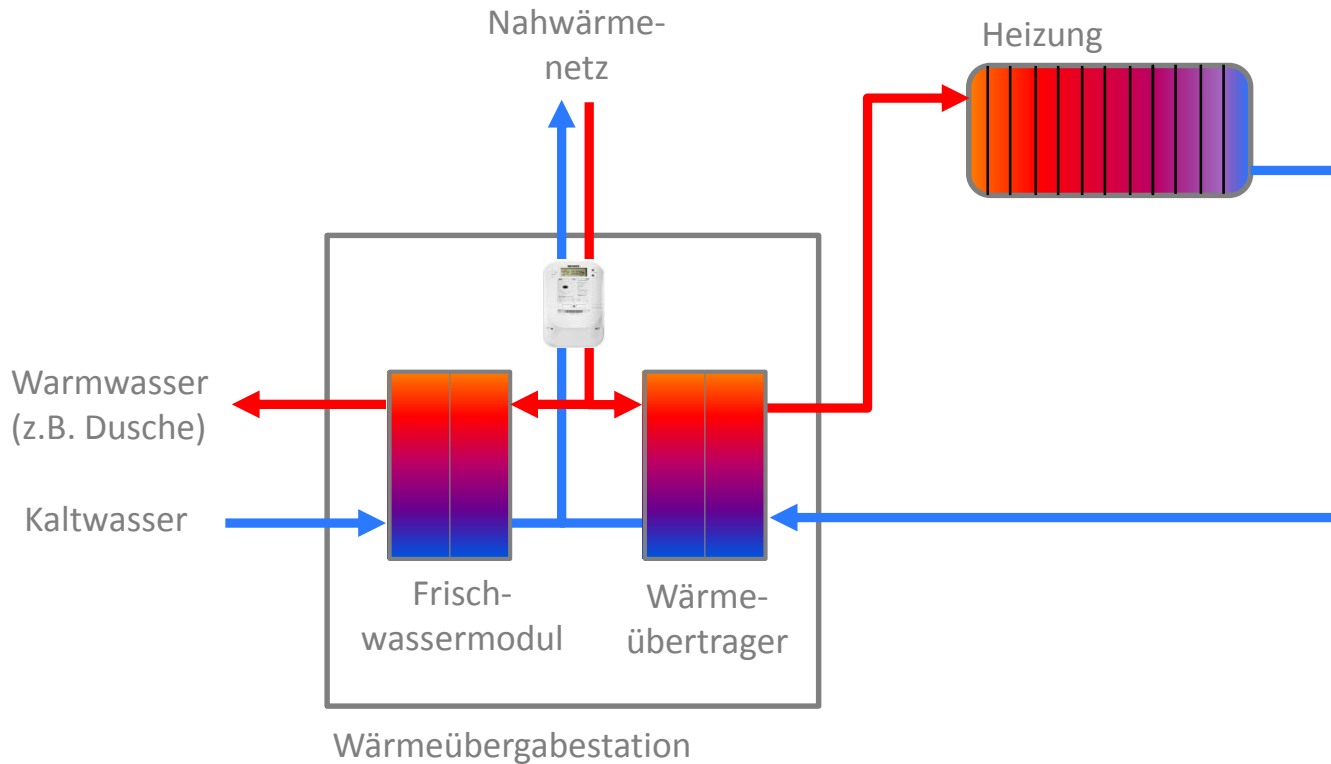 Nahwärme-
netz
Heizung
Warmwasser
(z.B. Dusche)
Kaltwasser
Frisch-
wassermodul
Wärme-
übertrager
Wärmeübergabestation